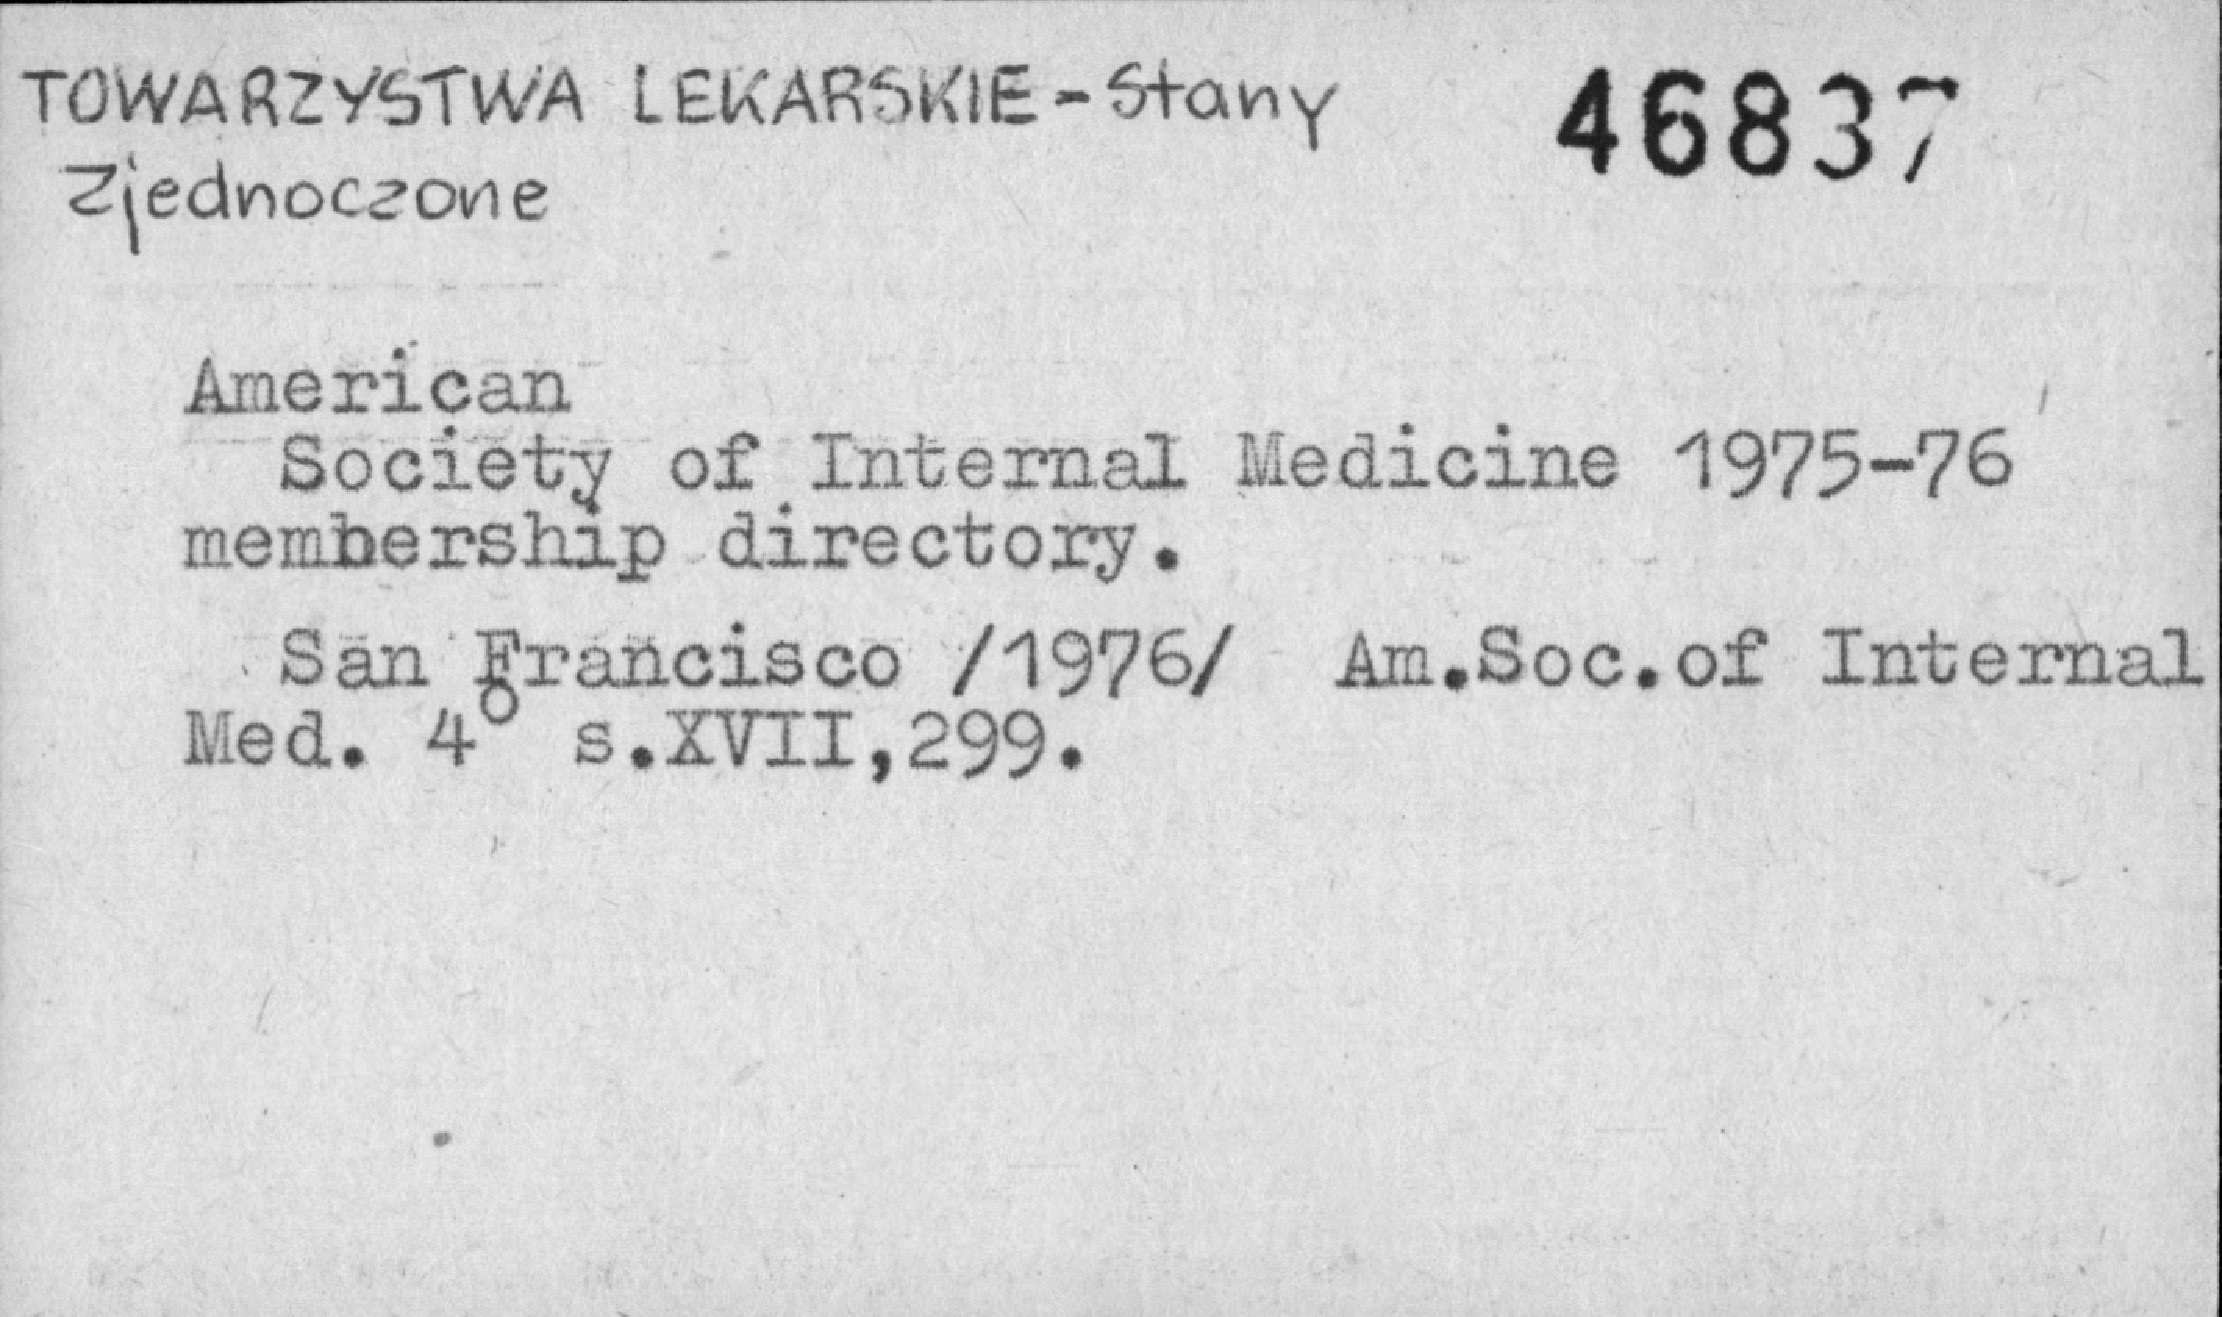 TOWARZYSTWA LEKARSKIE - Stany 46837
Zjednoczone
American
Society of Internal Medicine 1975-76
membership directory.
San Francisco /1976/ Am.Soc.of Internal
Med. 4° s.XVII,299.